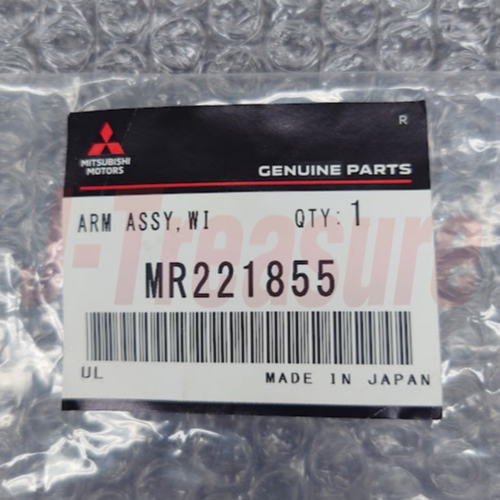 R
MITSUBISHI
MOTORS
GENUINE PARTS
ARM ASSY,WI QTY:1
MR221855
UL MADE IN JAPAN
J-Treasure